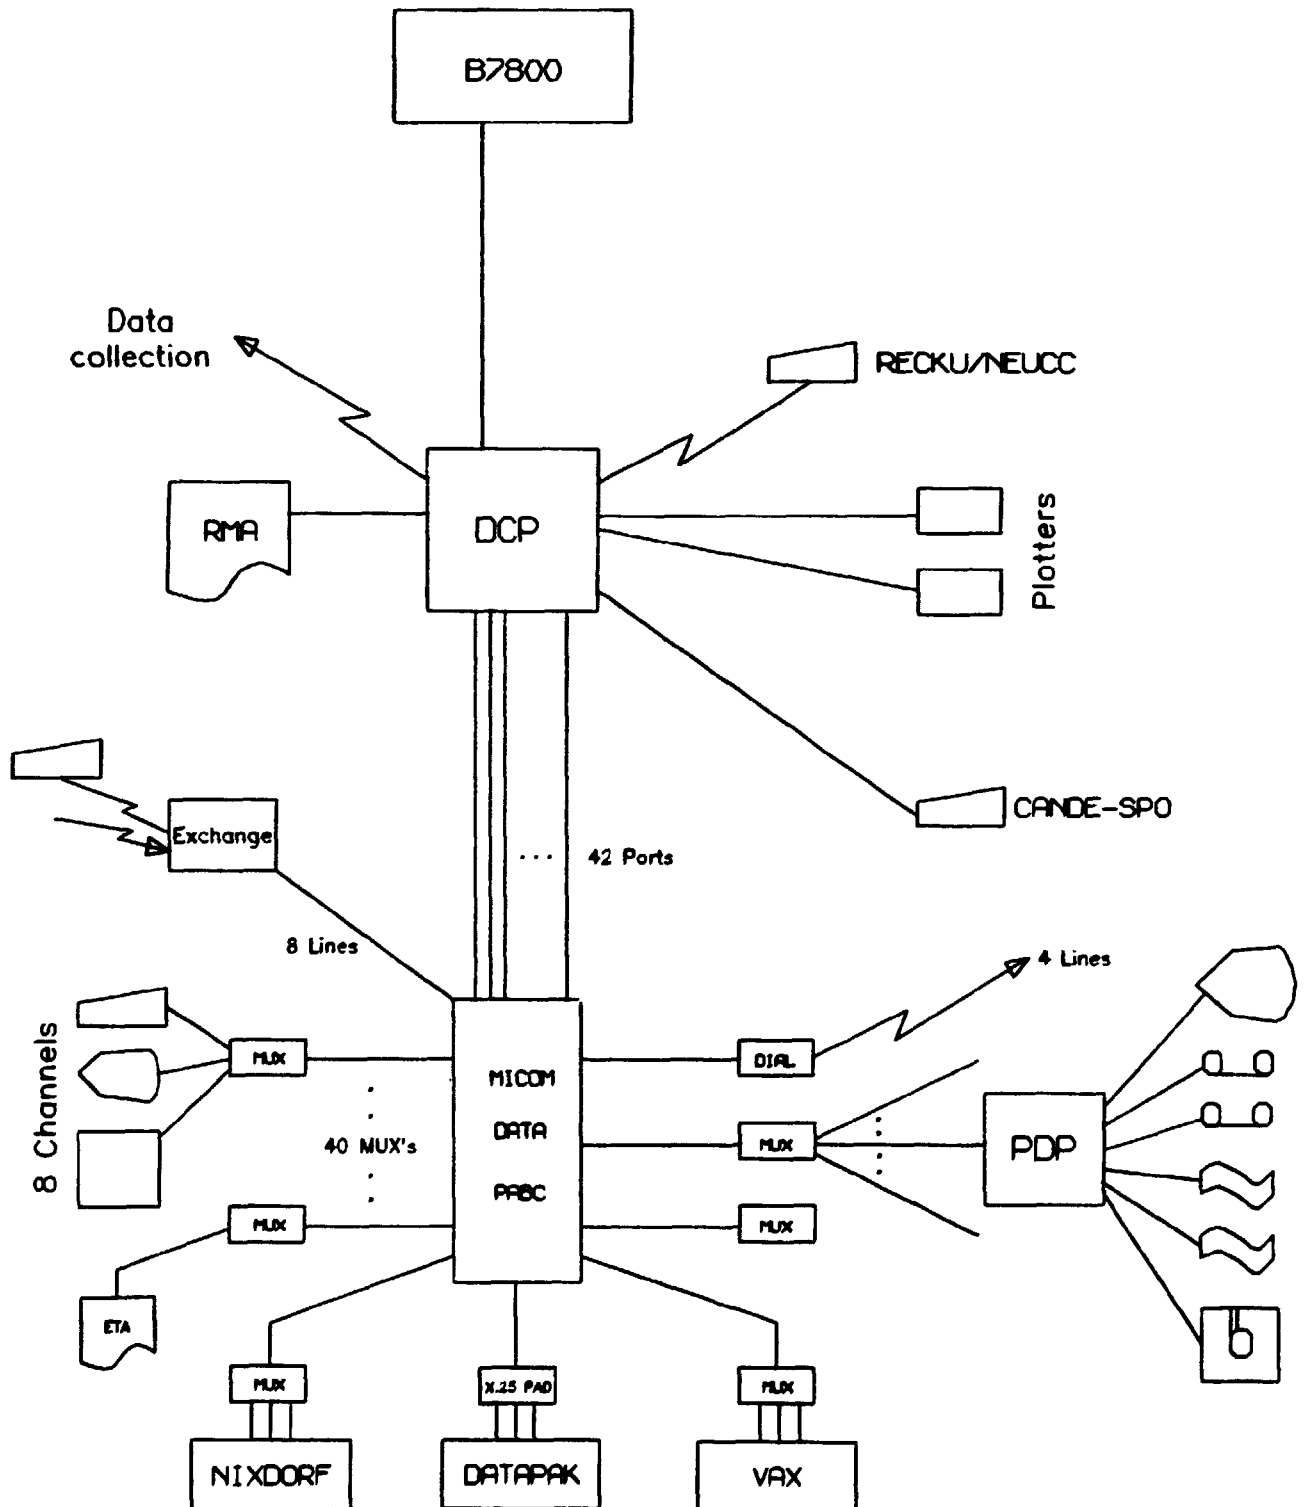 B7800
Data
collection
RECKU/NEUCC
RMA
DCP
Plotters
Exchange
CANDE-SPO
... 42 Ports
8 Lines
4 Lines
8 Channels
MUX
MICOM
DATA
PABC
DIAL
40 MUX's
MUX
PDP
MUX
MUX
ETA
MUX
X.25 PAD
MUX
NIXDORF
DATAPAK
VAX